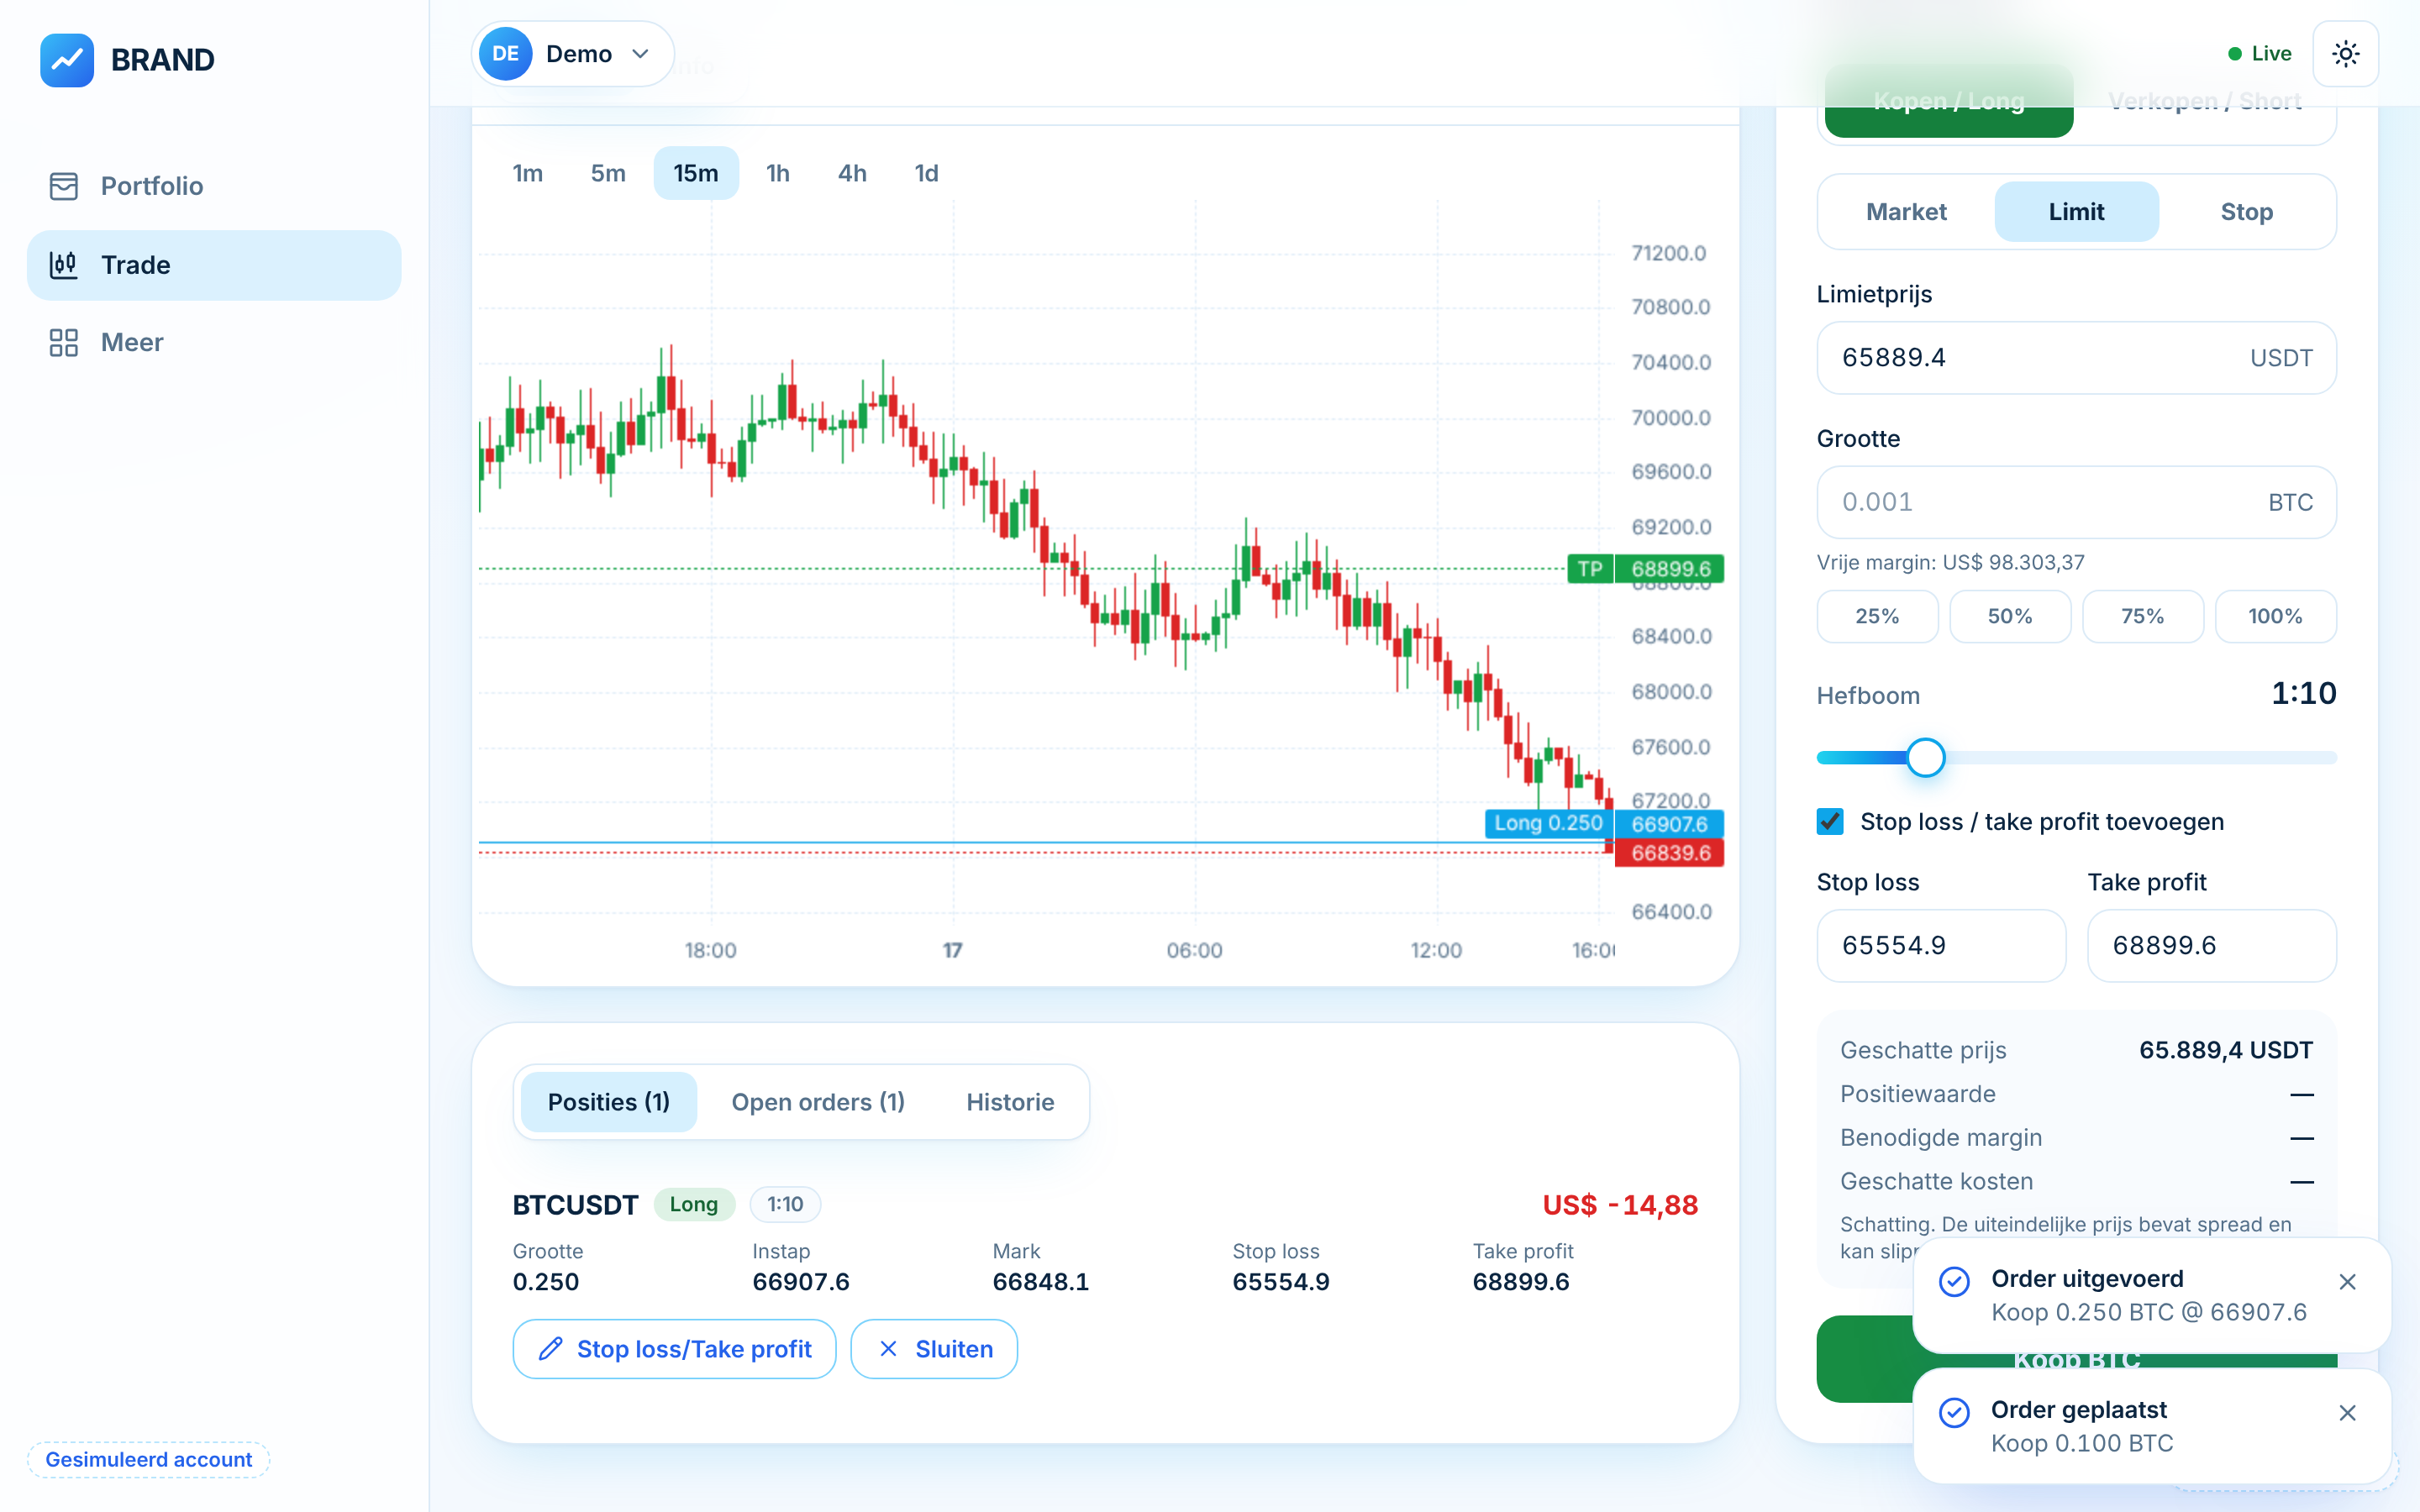 BRAND
Portfolio
Trade
Meer
Gesimuleerd account
DE Demo
Live
1m 5m 15m 1h 4h 1d
71200.0
70800.0
70400.0
70000.0
69600.0
69200.0
TP 68899.6
68800.0
68400.0
68000.0
67600.0
67200.0
Long 0.250 66907.6
66839.6
66400.0
18:00 17 06:00 12:00
Posities (1) Open orders (1) Historie
BTCUSDT Long 1:10 US$ -14,88
Grootte Instap Mark Stop loss Take profit
0.250 66907.6 66848.1 65554.9 68899.6
Stop loss/Take profit Sluiten
Kopen / Long Verkopen / Short
Market Limit Stop
Limietprijs
65889.4 USDT
Grootte
0.001 BTC
Vrije margin: US$ 98.303,37
25% 50% 75% 100%
Hefboom 1:10
Stop loss / take profit toevoegen
Stop loss Take profit
65554.9 68899.6
Geschatte prijs 65.889,4 USDT
Positiewaarde —
Benodigde margin —
Geschatte kosten —
Schatting. De uiteindelijke prijs bevat spread en
kan
Koop BTC
Order uitgevoerd
Koop 0.250 BTC @ 66907.6
Order geplaatst
Koop 0.100 BTC